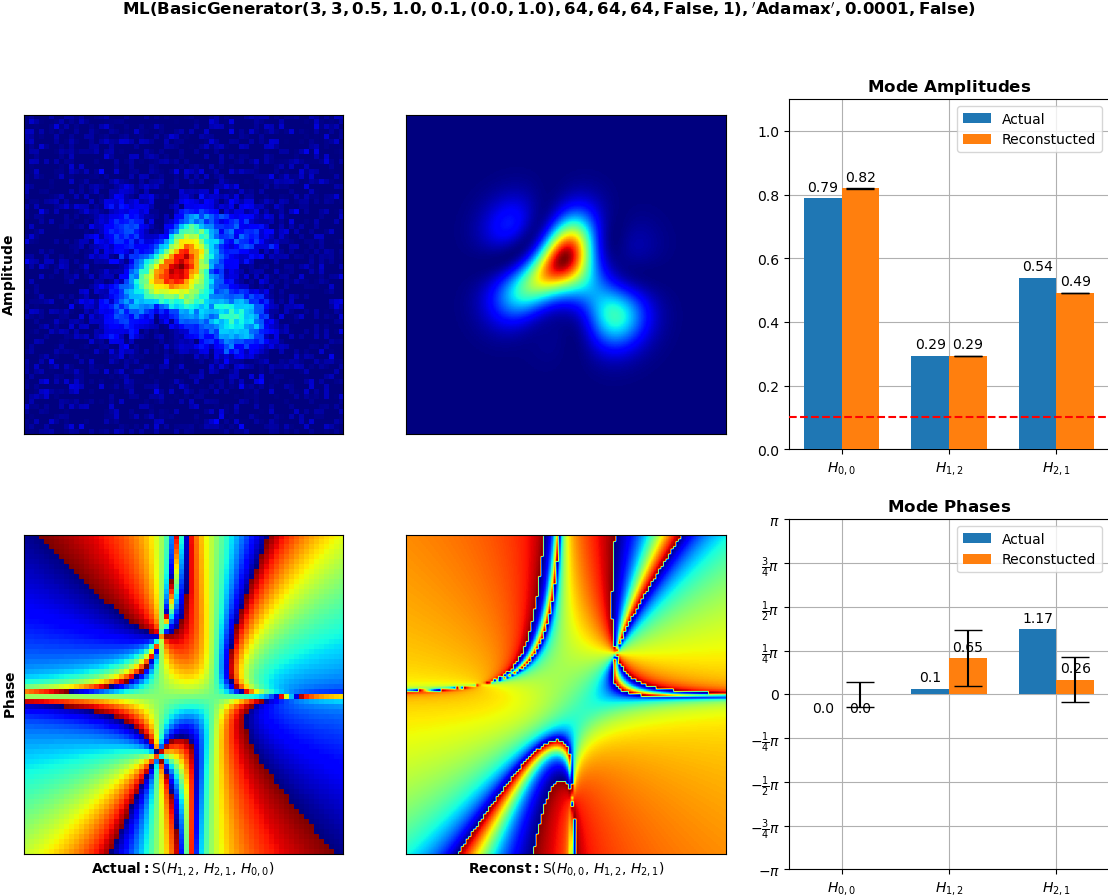 ML(BasicGenerator(3, 3, 0.5, 1.0, 0.1, (0.0, 1.0), 64, 64, 64, False, 1), 'Adamax', 0.0001, False)
Amplitude
Mode Amplitudes
Actual
Reconstucted
1.0
0.8
0.6
0.4
0.2
0.0
0.79
0.82
0.29
0.29
0.54
0.49
H0,0
H1,2
H2,1
Phase
Actual: S(H1,2, H2,1, H0,0)
Reconst: S(H0,0, H1,2, H2,1)
Mode Phases
Actual
Reconstucted
π
3/4π
1/2π
1/4π
0
−1/4π
−1/2π
−3/4π
−π
0.0
0.0
0.1
0.65
1.17
0.26
H0,0
H1,2
H2,1